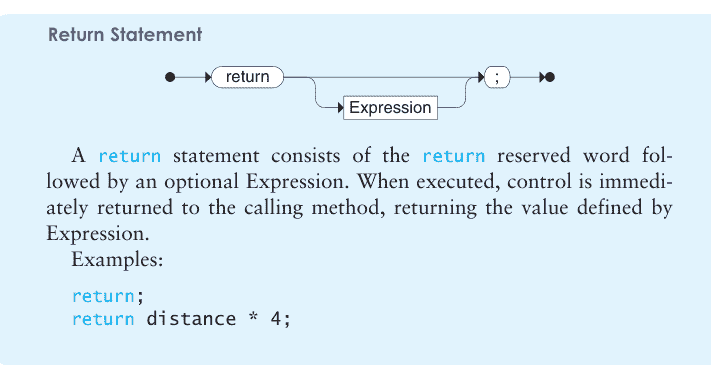 Return Statement
return ;
Expression
A return statement consists of the return reserved word fol-
lowed by an optional Expression. When executed, control is immedi-
ately returned to the calling method, returning the value defined by
Expression.
Examples:
return;
return distance * 4;